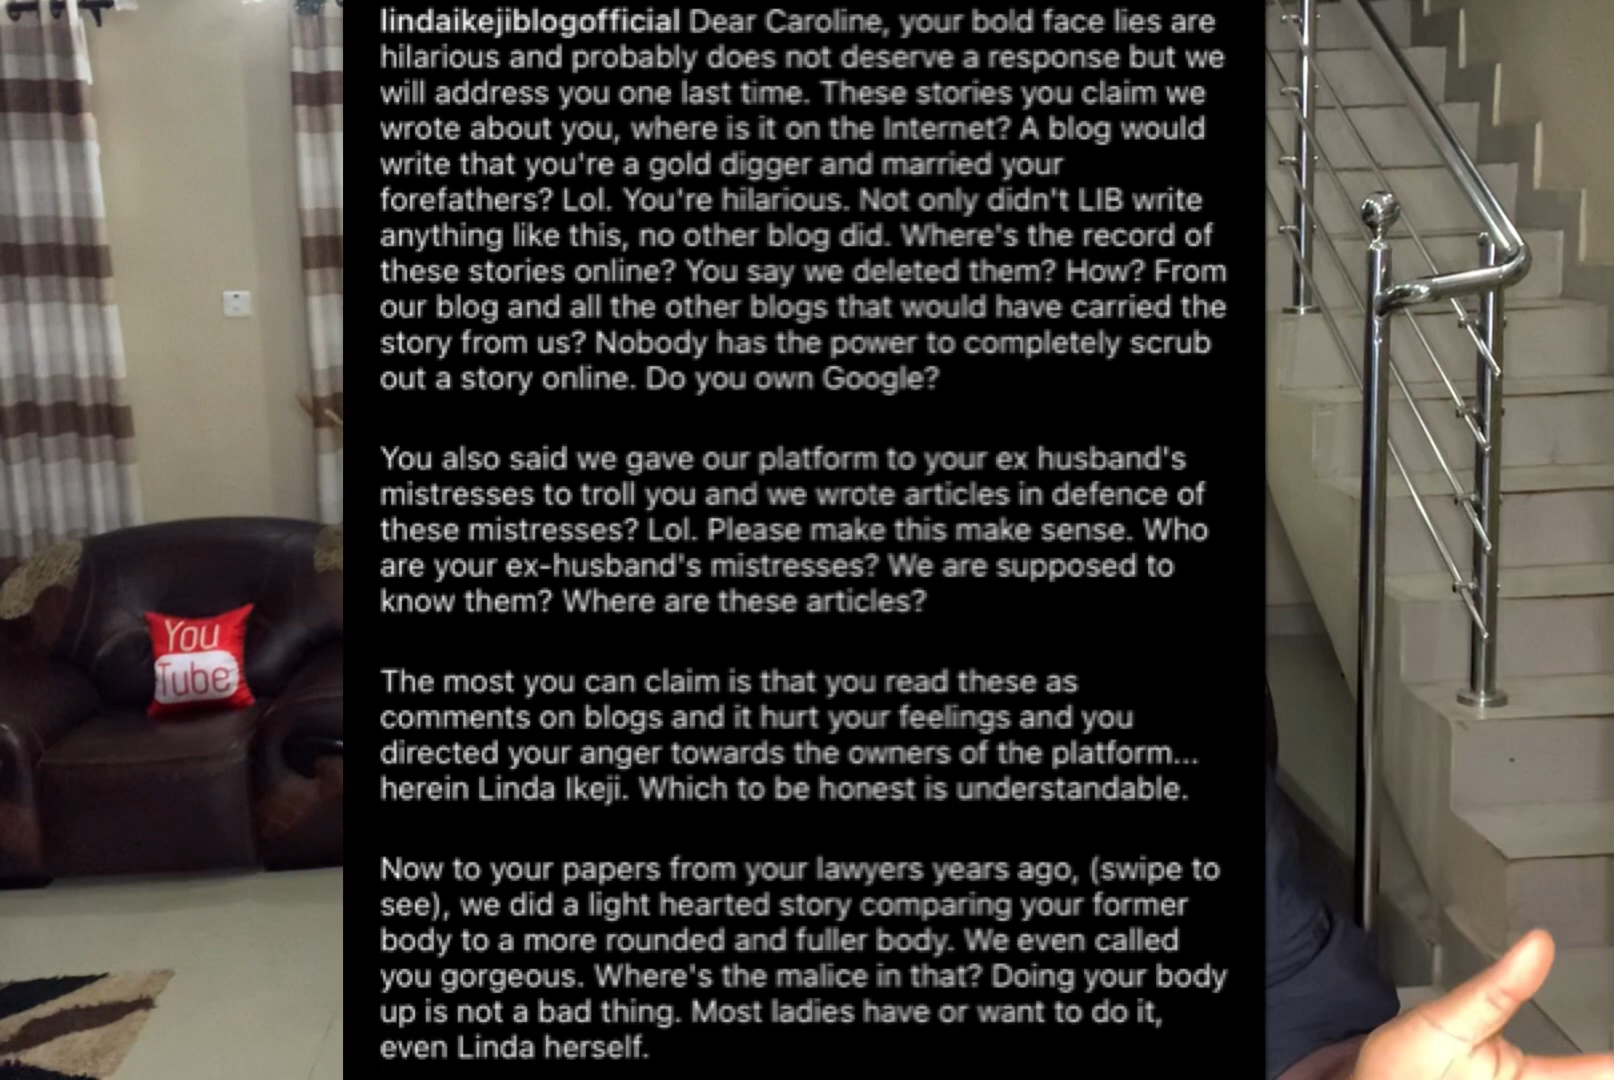 lindaikejiblogofficial Dear Caroline, your bold face lies are
hilarious and probably does not deserve a response but we
will address you one last time. These stories you claim we
wrote about you, where is it on the Internet? A blog would
write that you're a gold digger and married your
forefathers? Lol. You're hilarious. Not only didn't LIB write
anything like this, no other blog did. Where's the record of
these stories online? You say we deleted them? How? From
our blog and all the other blogs that would have carried the
story from us? Nobody has the power to completely scrub
out a story online. Do you own Google?
You also said we gave our platform to your ex husband's
mistresses to troll you and we wrote articles in defence of
these mistresses? Lol. Please make this make sense. Who
are your ex-husband's mistresses? We are supposed to
know them? Where are these articles?
The most you can claim is that you read these as
comments on blogs and it hurt your feelings and you
directed your anger towards the owners of the platform...
herein Linda Ikeji. Which to be honest is understandable.
Now to your papers from your lawyers years ago, (swipe to
see), we did a light hearted story comparing your former
body to a more rounded and fuller body. We even called
you gorgeous. Where's the malice in that? Doing your body
up is not a bad thing. Most ladies have or want to do it,
even Linda herself.
You
Tube